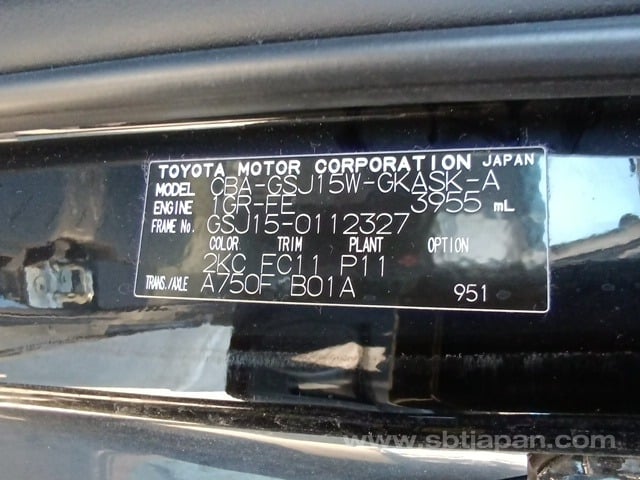 TOYOTA MOTOR CORPORATION JAPAN
MODEL CBA-GSJ15W-GKASK-A
ENGINE 1GR-FE 3955 mL
FRAME No. GSJ15-0112327
COLOR TRIM PLANT OPTION
2KC FC11 P11
TRANS./AXLE A750F B01A 951
www.sbtjapan.com